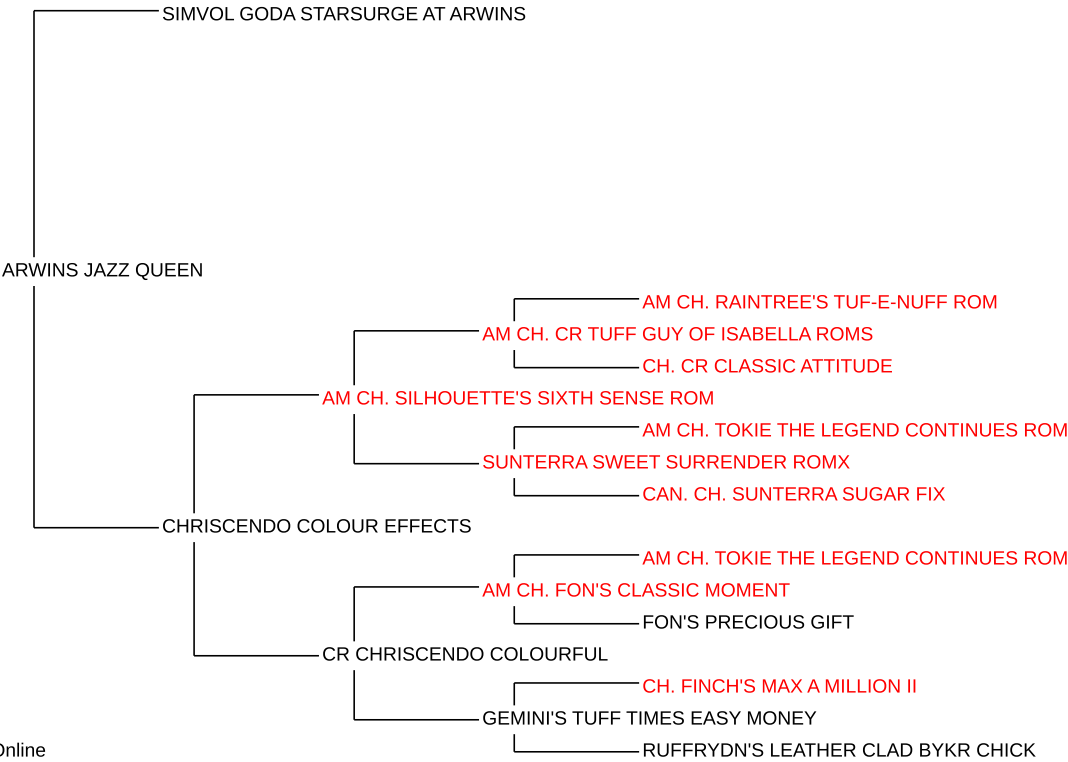 SIMVOL GODA STARSURGE AT ARWINS
ARWINS JAZZ QUEEN
AM CH. RAINTREE'S TUF-E-NUFF ROM
AM CH. CR TUFF GUY OF ISABELLA ROMS
CH. CR CLASSIC ATTITUDE
AM CH. SILHOUETTE'S SIXTH SENSE ROM
AM CH. TOKIE THE LEGEND CONTINUES ROM
SUNTERRA SWEET SURRENDER ROMX
CAN. CH. SUNTERRA SUGAR FIX
CHRISCENDO COLOUR EFFECTS
AM CH. TOKIE THE LEGEND CONTINUES ROM
AM CH. FON'S CLASSIC MOMENT
FON'S PRECIOUS GIFT
CR CHRISCENDO COLOURFUL
CH. FINCH'S MAX A MILLION II
GEMINI'S TUFF TIMES EASY MONEY
RUFFRYDN'S LEATHER CLAD BYKR CHICK
Online